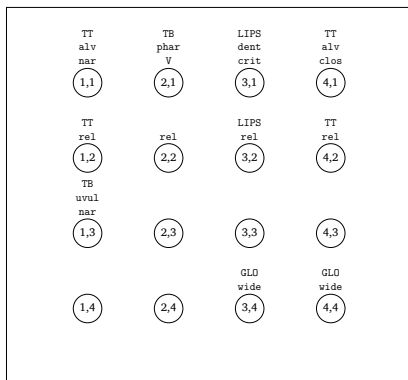 TT TB LIPS TT
alv phar dent alv
nar V crit clos
1,1 2,1 3,1 4,1
TT LIPS TT
rel rel rel rel
1,2 2,2 3,2 4,2
TB
uvul
nar
1,3 2,3 3,3 4,3
GLO GLO
wide wide
1,4 2,4 3,4 4,4